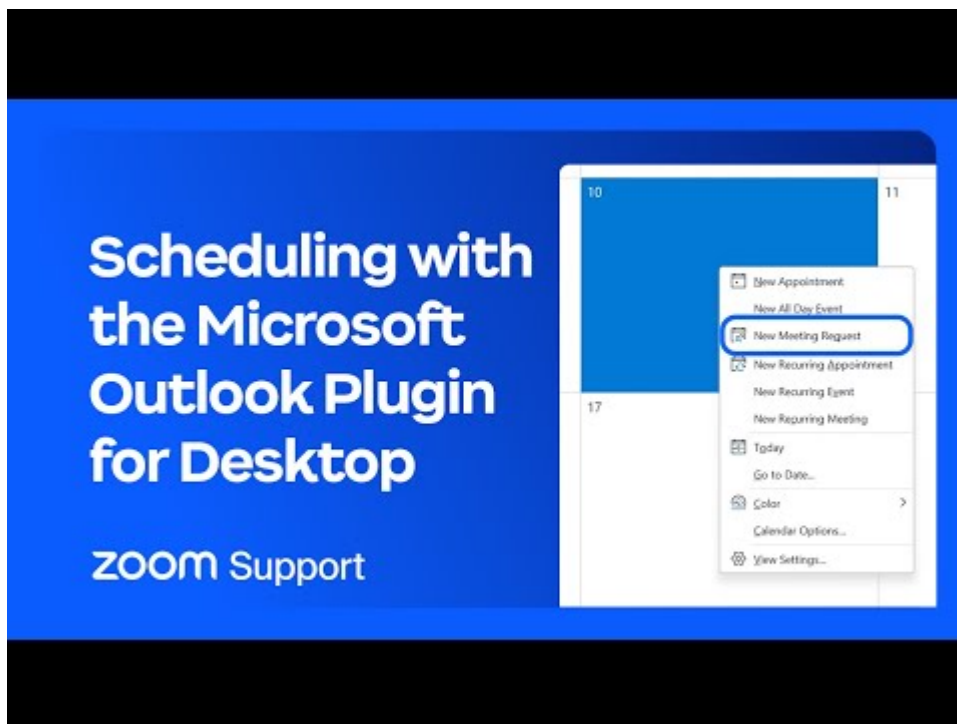 Scheduling with
the Microsoft
Outlook Plugin
for Desktop
zoom Support
10
11
17
New Appointment
New All Day Event
New Meeting Request
New Recurring Appointment
New Recurring Event
New Recurring Meeting
Today
Go to Date...
Color
Calendar Options...
View Settings...